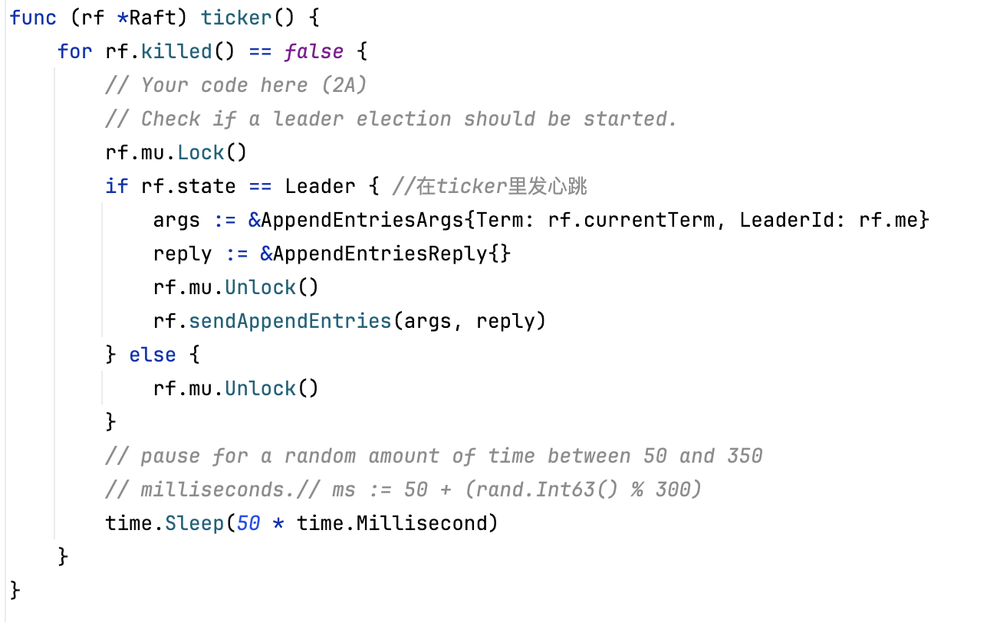 func (rf *Raft) ticker() {
    for rf.killed() == false {
        // Your code here (2A)
        // Check if a leader election should be started.
        rf.mu.Lock()
        if rf.state == Leader { //在ticker里发心跳
            args := &AppendEntriesArgs{Term: rf.currentTerm, LeaderId: rf.me}
            reply := &AppendEntriesReply{}
            rf.mu.Unlock()
            rf.sendAppendEntries(args, reply)
        } else {
            rf.mu.Unlock()
        }
        // pause for a random amount of time between 50 and 350
        // milliseconds.// ms := 50 + (rand.Int63() % 300)
        time.Sleep(50 * time.Millisecond)
    }
}